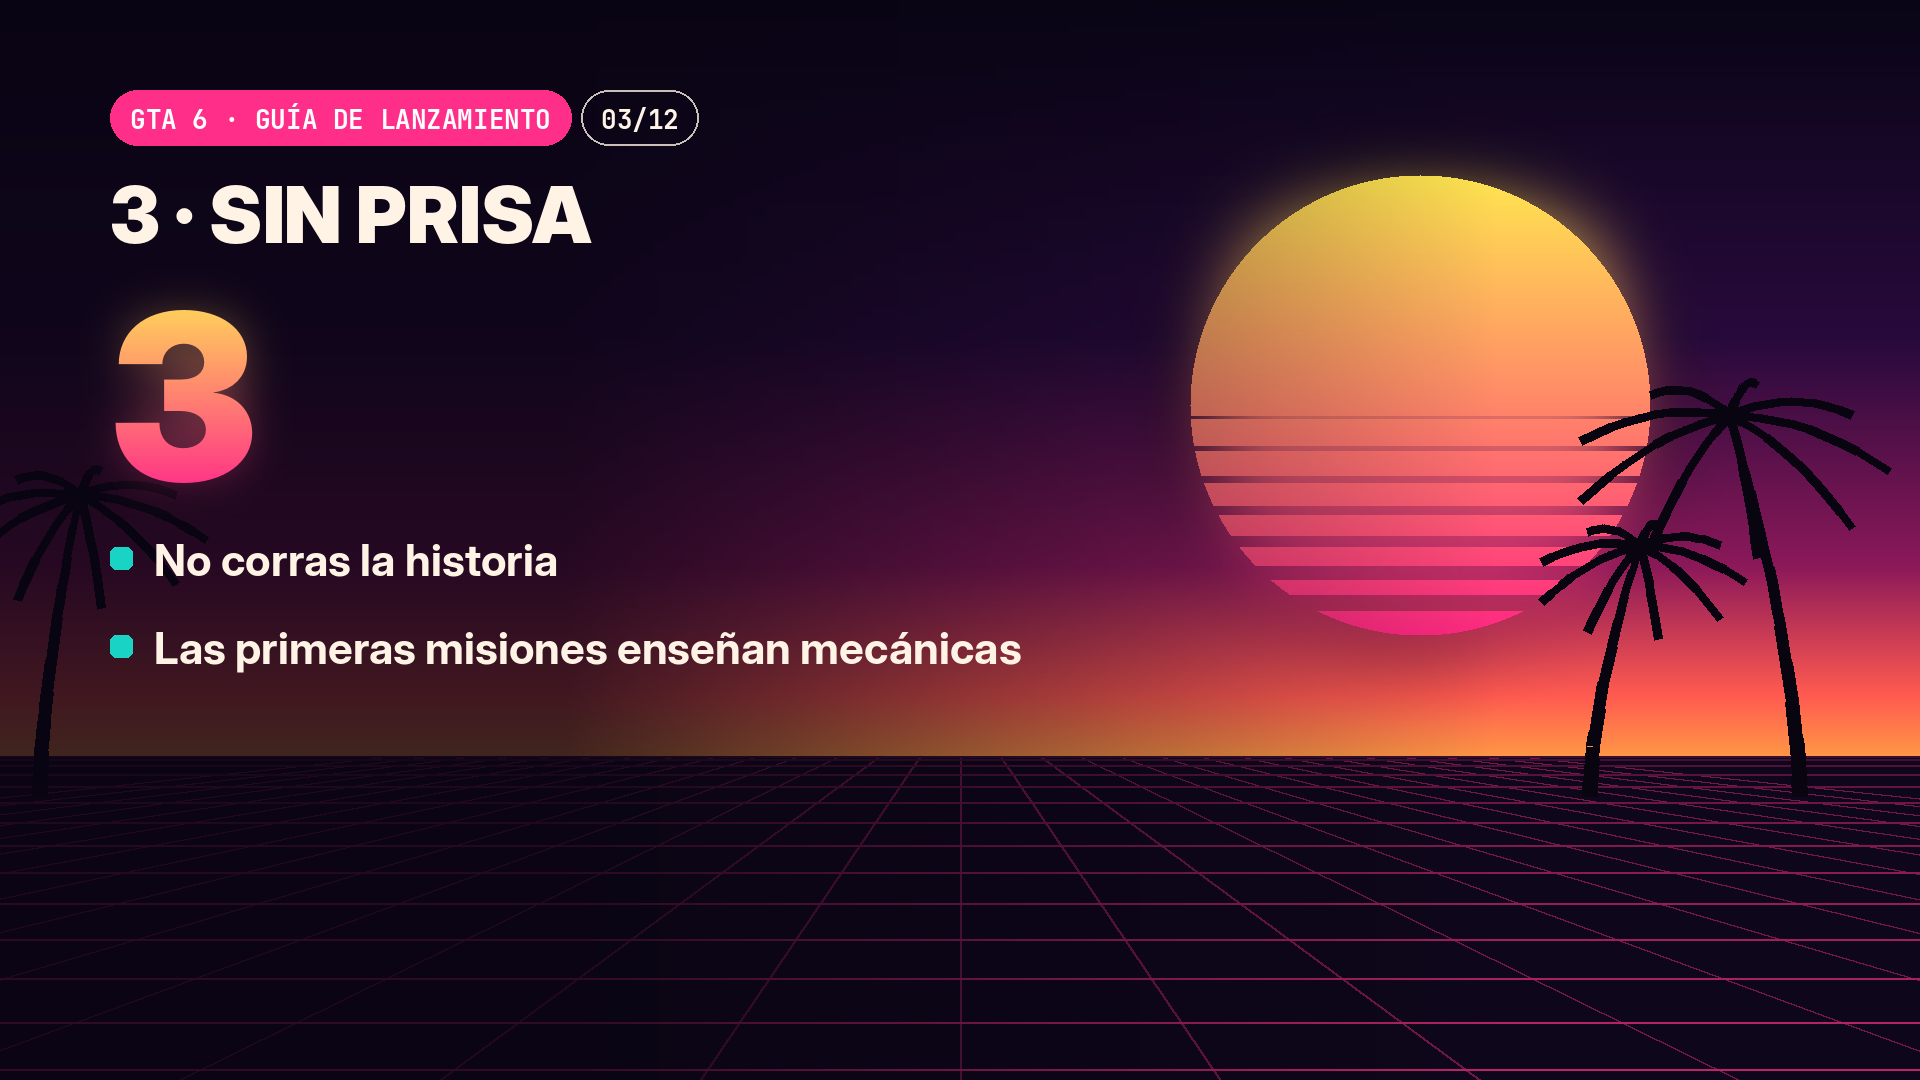 GTA 6 · GUÍA DE LANZAMIENTO
03/12
3 · SIN PRISA
3
No corras la historia
Las primeras misiones enseñan mecánicas